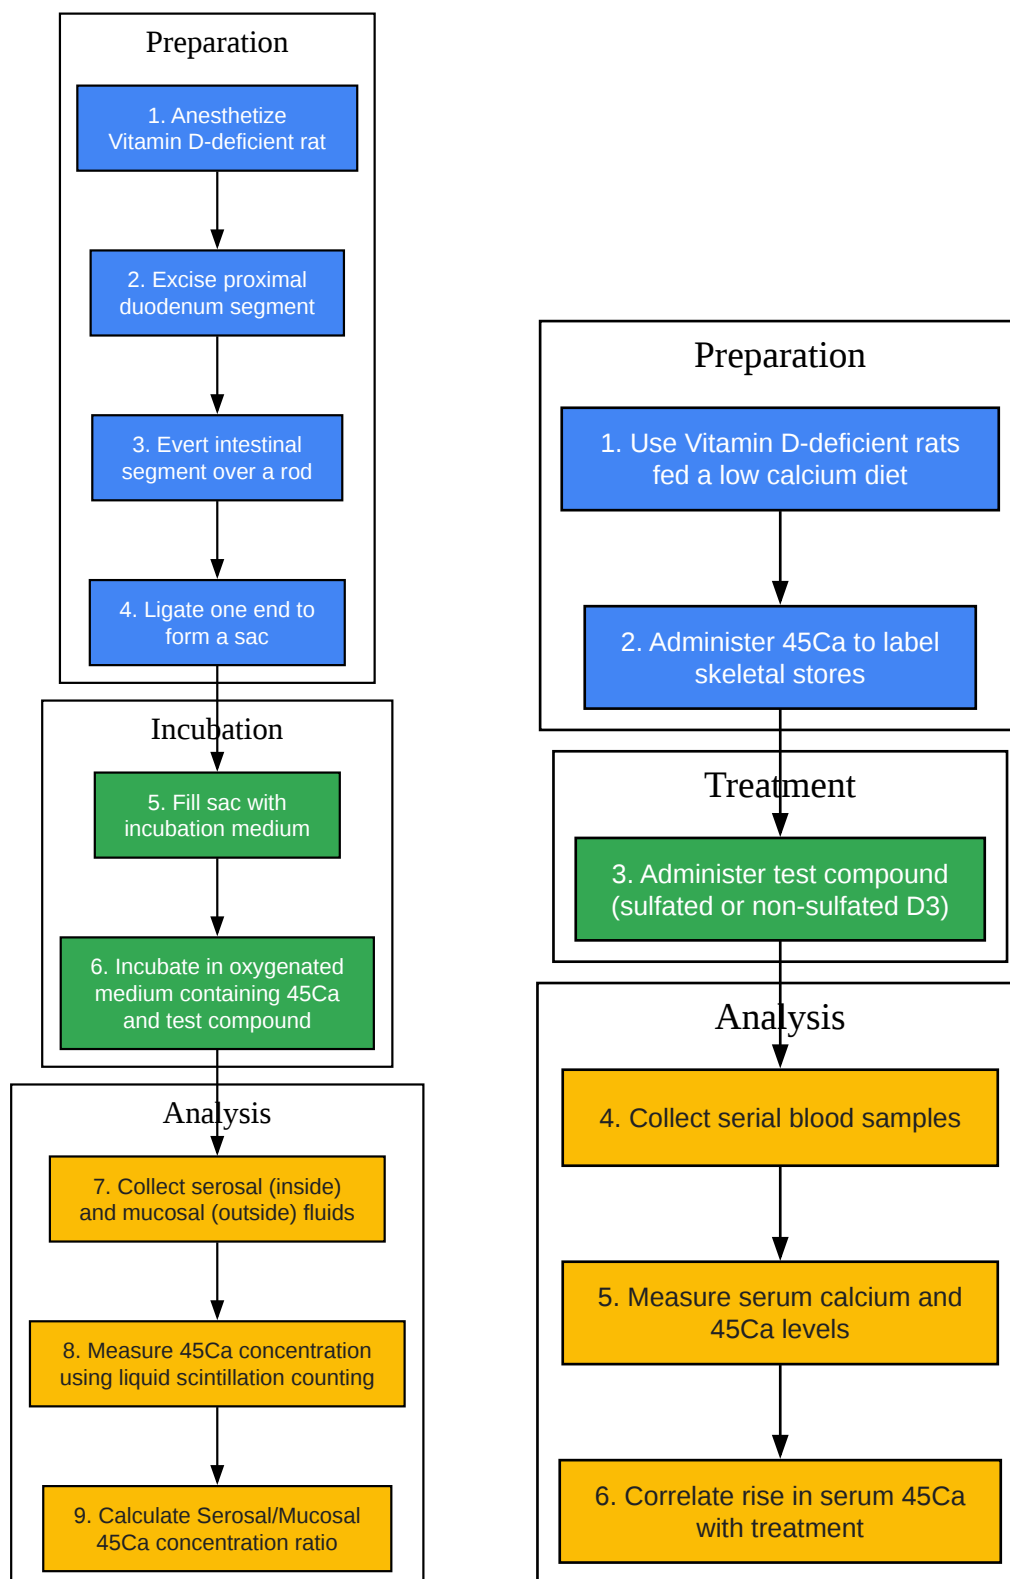 Preparation
1. Anesthetize
Vitamin D-deficient rat
2. Excise proximal
duodenum segment
3. Evert intestinal
segment over a rod
4. Ligate one end to
form a sac
Incubation
5. Fill sac with
incubation medium
6. Incubate in oxygenated
medium containing 45Ca
and test compound
Analysis
7. Collect serosal (inside)
and mucosal (outside) fluids
8. Measure 45Ca concentration
using liquid scintillation counting
9. Calculate Serosal/Mucosal
45Ca concentration ratio
Preparation
1. Use Vitamin D-deficient rats
fed a low calcium diet
2. Administer 45Ca to label
skeletal stores
Treatment
3. Administer test compound
(sulfated or non-sulfated D3)
Analysis
4. Collect serial blood samples
5. Measure serum calcium and
45Ca levels
6. Correlate rise in serum 45Ca
with treatment